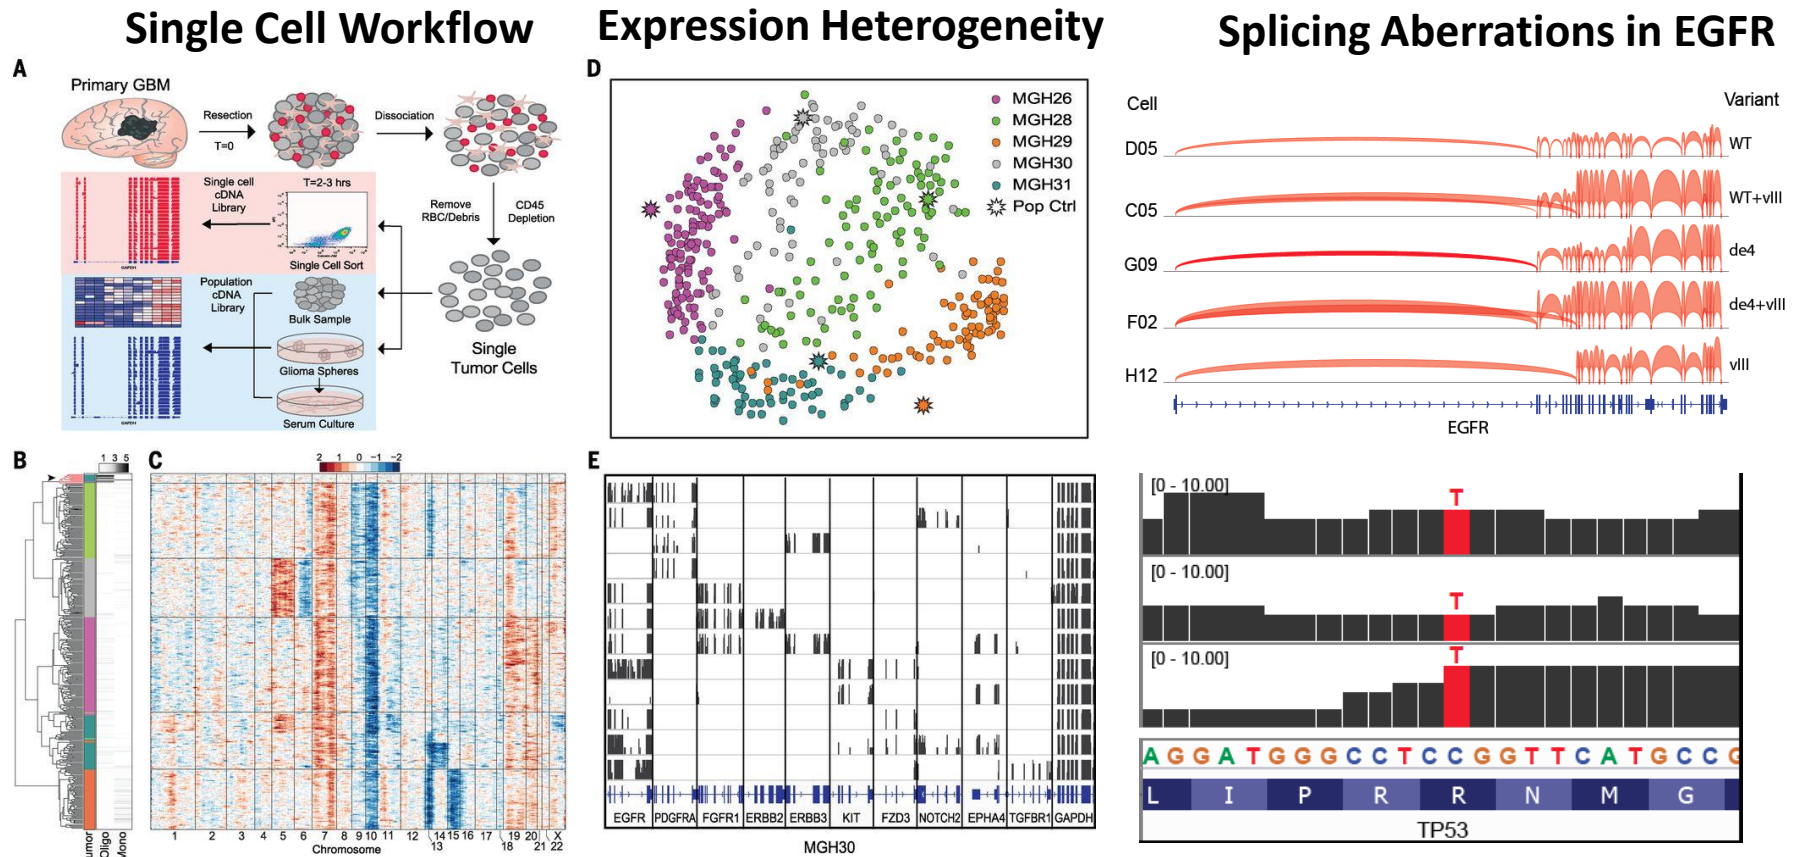 Single Cell Workflow
Expression Heterogeneity
Splicing Aberrations in EGFR
A
Primary GBM
Resection
T=0
Dissociation
Single cell
cDNA
Library
T=2-3 hrs
Single Cell Sort
Remove
RBC/Debris
CD45
Depletion
Population
cDNA
Library
Bulk Sample
Glioma Spheres
Serum Culture
Single
Tumor Cells
GAPDH
GAPDH
D
MGH26
MGH28
MGH29
MGH30
MGH31
Pop Ctrl
Cell
Variant
D05
WT
C05
WT+vIII
G09
de4
F02
de4+vIII
H12
vIII
EGFR
B
1 3 5
Tumor
Oligo
Mono
C
2 1 0 -1 -2
1 2 3 4 5 6 7 8 9 10 11 12 13 14 15 16 17 18 19 20 21 22 X
Chromosome
E
EGFR PDGFRA FGFR1 ERBB2 ERBB3 KIT FZD3 NOTCH2 EPHA4 TGFBR1 GAPDH
MGH30
[0 - 10.00]
T
[0 - 10.00]
T
[0 - 10.00]
T
A G G A T G G G C C T C C G G T T C A T G C C G
L I P R R N M G
TP53